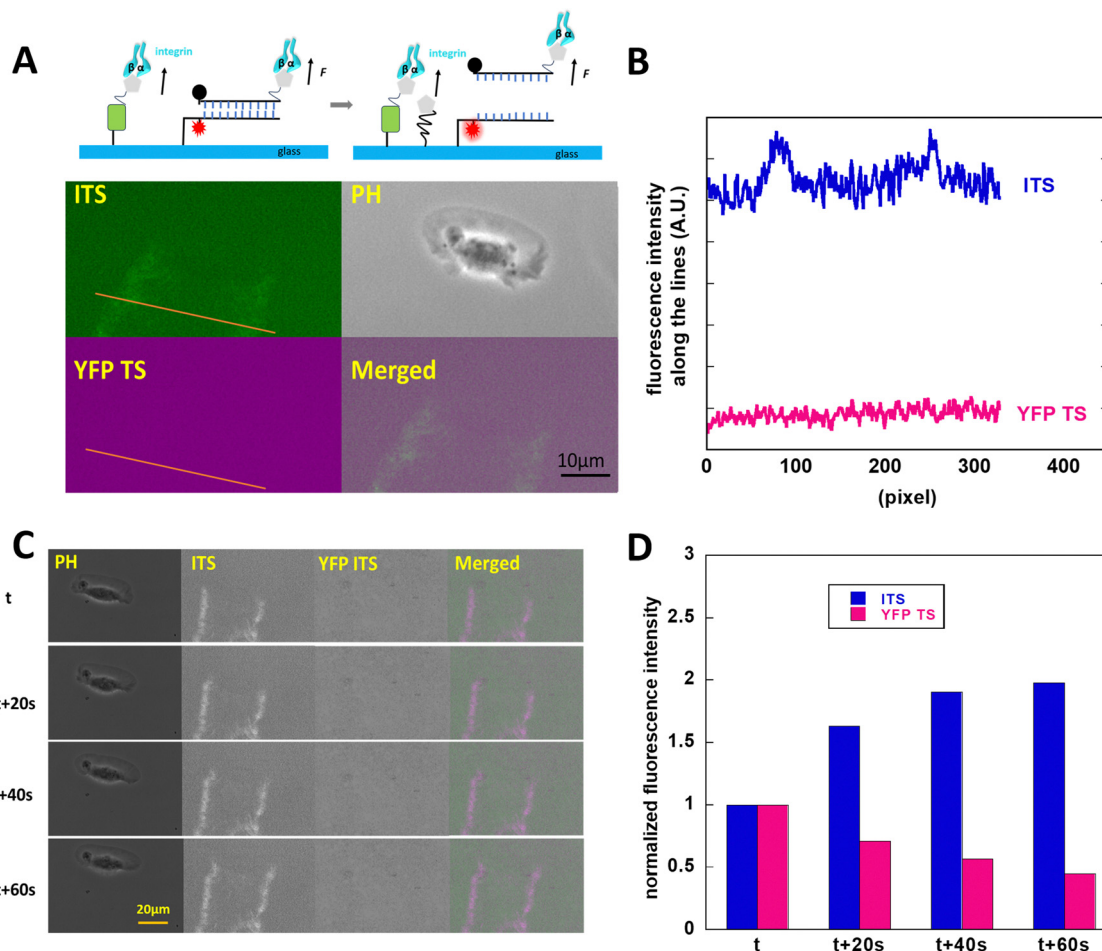 A
integrin
β α
F
glass
integrin
β α
β α
F
glass
ITS
PH
YFP TS
Merged
10μm
B
fluorescence intensity
along the lines (A.U.)
ITS
YFP TS
0 100 200 300 400
(pixel)
C
PH ITS YFP ITS Merged
t
t+20s
+40s
t+60s
20μm
D
normalized fluorescence intensity
3
2.5
2
1.5
1
0.5
0
ITS
YFP TS
t t+20s t+40s t+60s